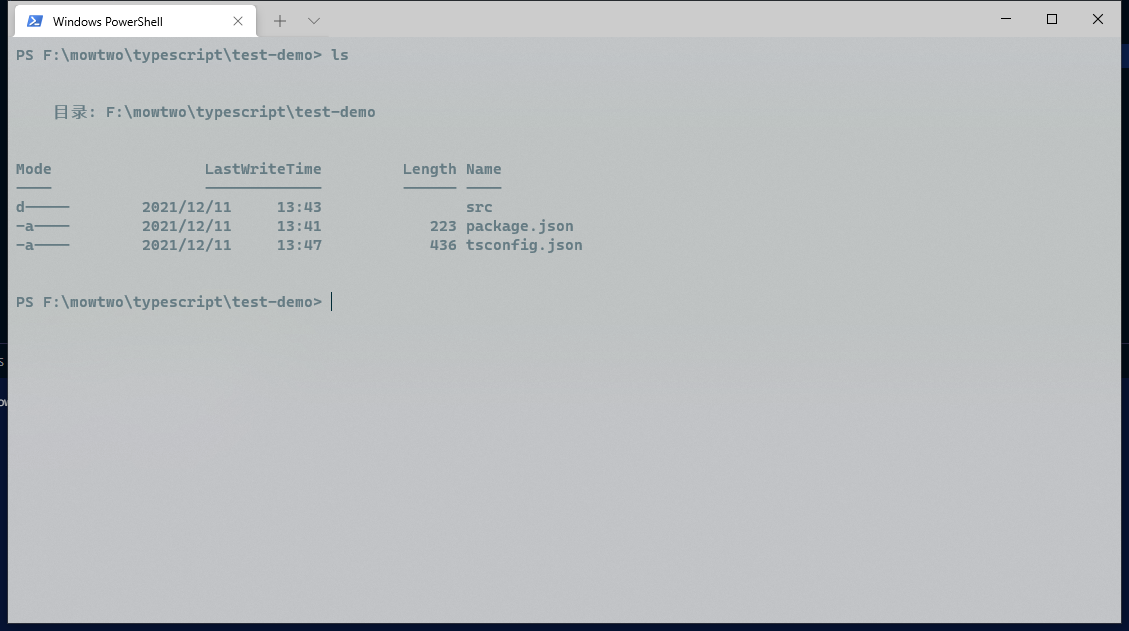 Windows PowerShell
PS F:\mowtwo\typescript\test-demo> ls
目录: F:\mowtwo\typescript\test-demo
Mode LastWriteTime Length Name
---- ------------- ------ ----
d----- 2021/12/11 13:43 src
-a---- 2021/12/11 13:41 223 package.json
-a---- 2021/12/11 13:47 436 tsconfig.json
PS F:\mowtwo\typescript\test-demo>